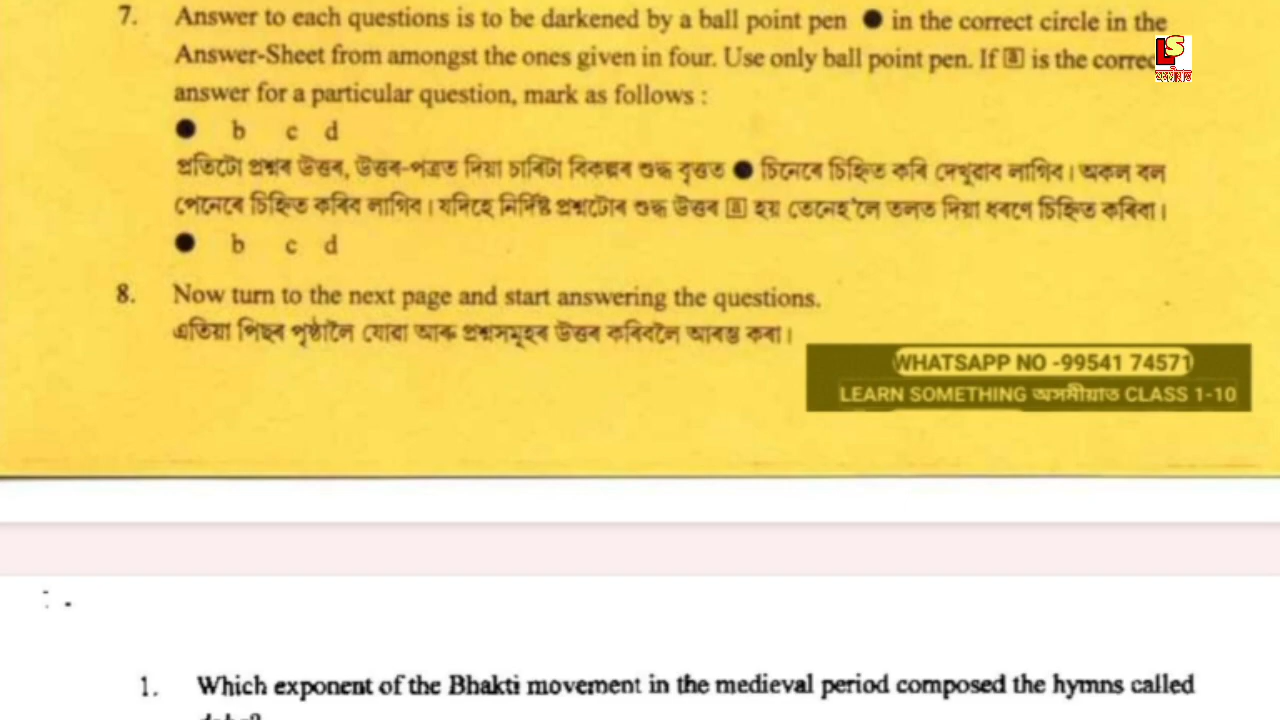 7. Answer to each questions is to be darkened by a ball point pen ● in the correct circle in the
Answer-Sheet from amongst the ones given in four. Use only ball point pen. If a is the correc
answer for a particular question, mark as follows :
● b c d
প্ৰতিটো প্ৰশ্নৰ উত্তৰ, উত্তৰ-পত্ৰত দিয়া চাৰিটা বিকল্পৰ শুদ্ধ বৃত্তত ● চিনেৰে চিহ্নিত কৰি দেখুৱাব লাগিব। অকল বল
পেনেৰে চিহ্নিত কৰিব লাগিব। যদিহে নিৰ্দিষ্ট প্ৰশ্নটোৰ শুদ্ধ উত্তৰ a হয় তেনেহ'লে তলত দিয়া ধৰণে চিহ্নিত কৰিবা।
● b c d
8. Now turn to the next page and start answering the questions.
এতিয়া পিছৰ পৃষ্ঠালৈ যোৱা আৰু প্ৰশ্নসমূহৰ উত্তৰ কৰিবলৈ আৰম্ভ কৰা।
LS
অসমীয়াত
WHATSAPP NO -99541 74571
LEARN SOMETHING অসমীয়াত CLASS 1-10
1. Which exponent of the Bhakti movement in the medieval period composed the hymns called